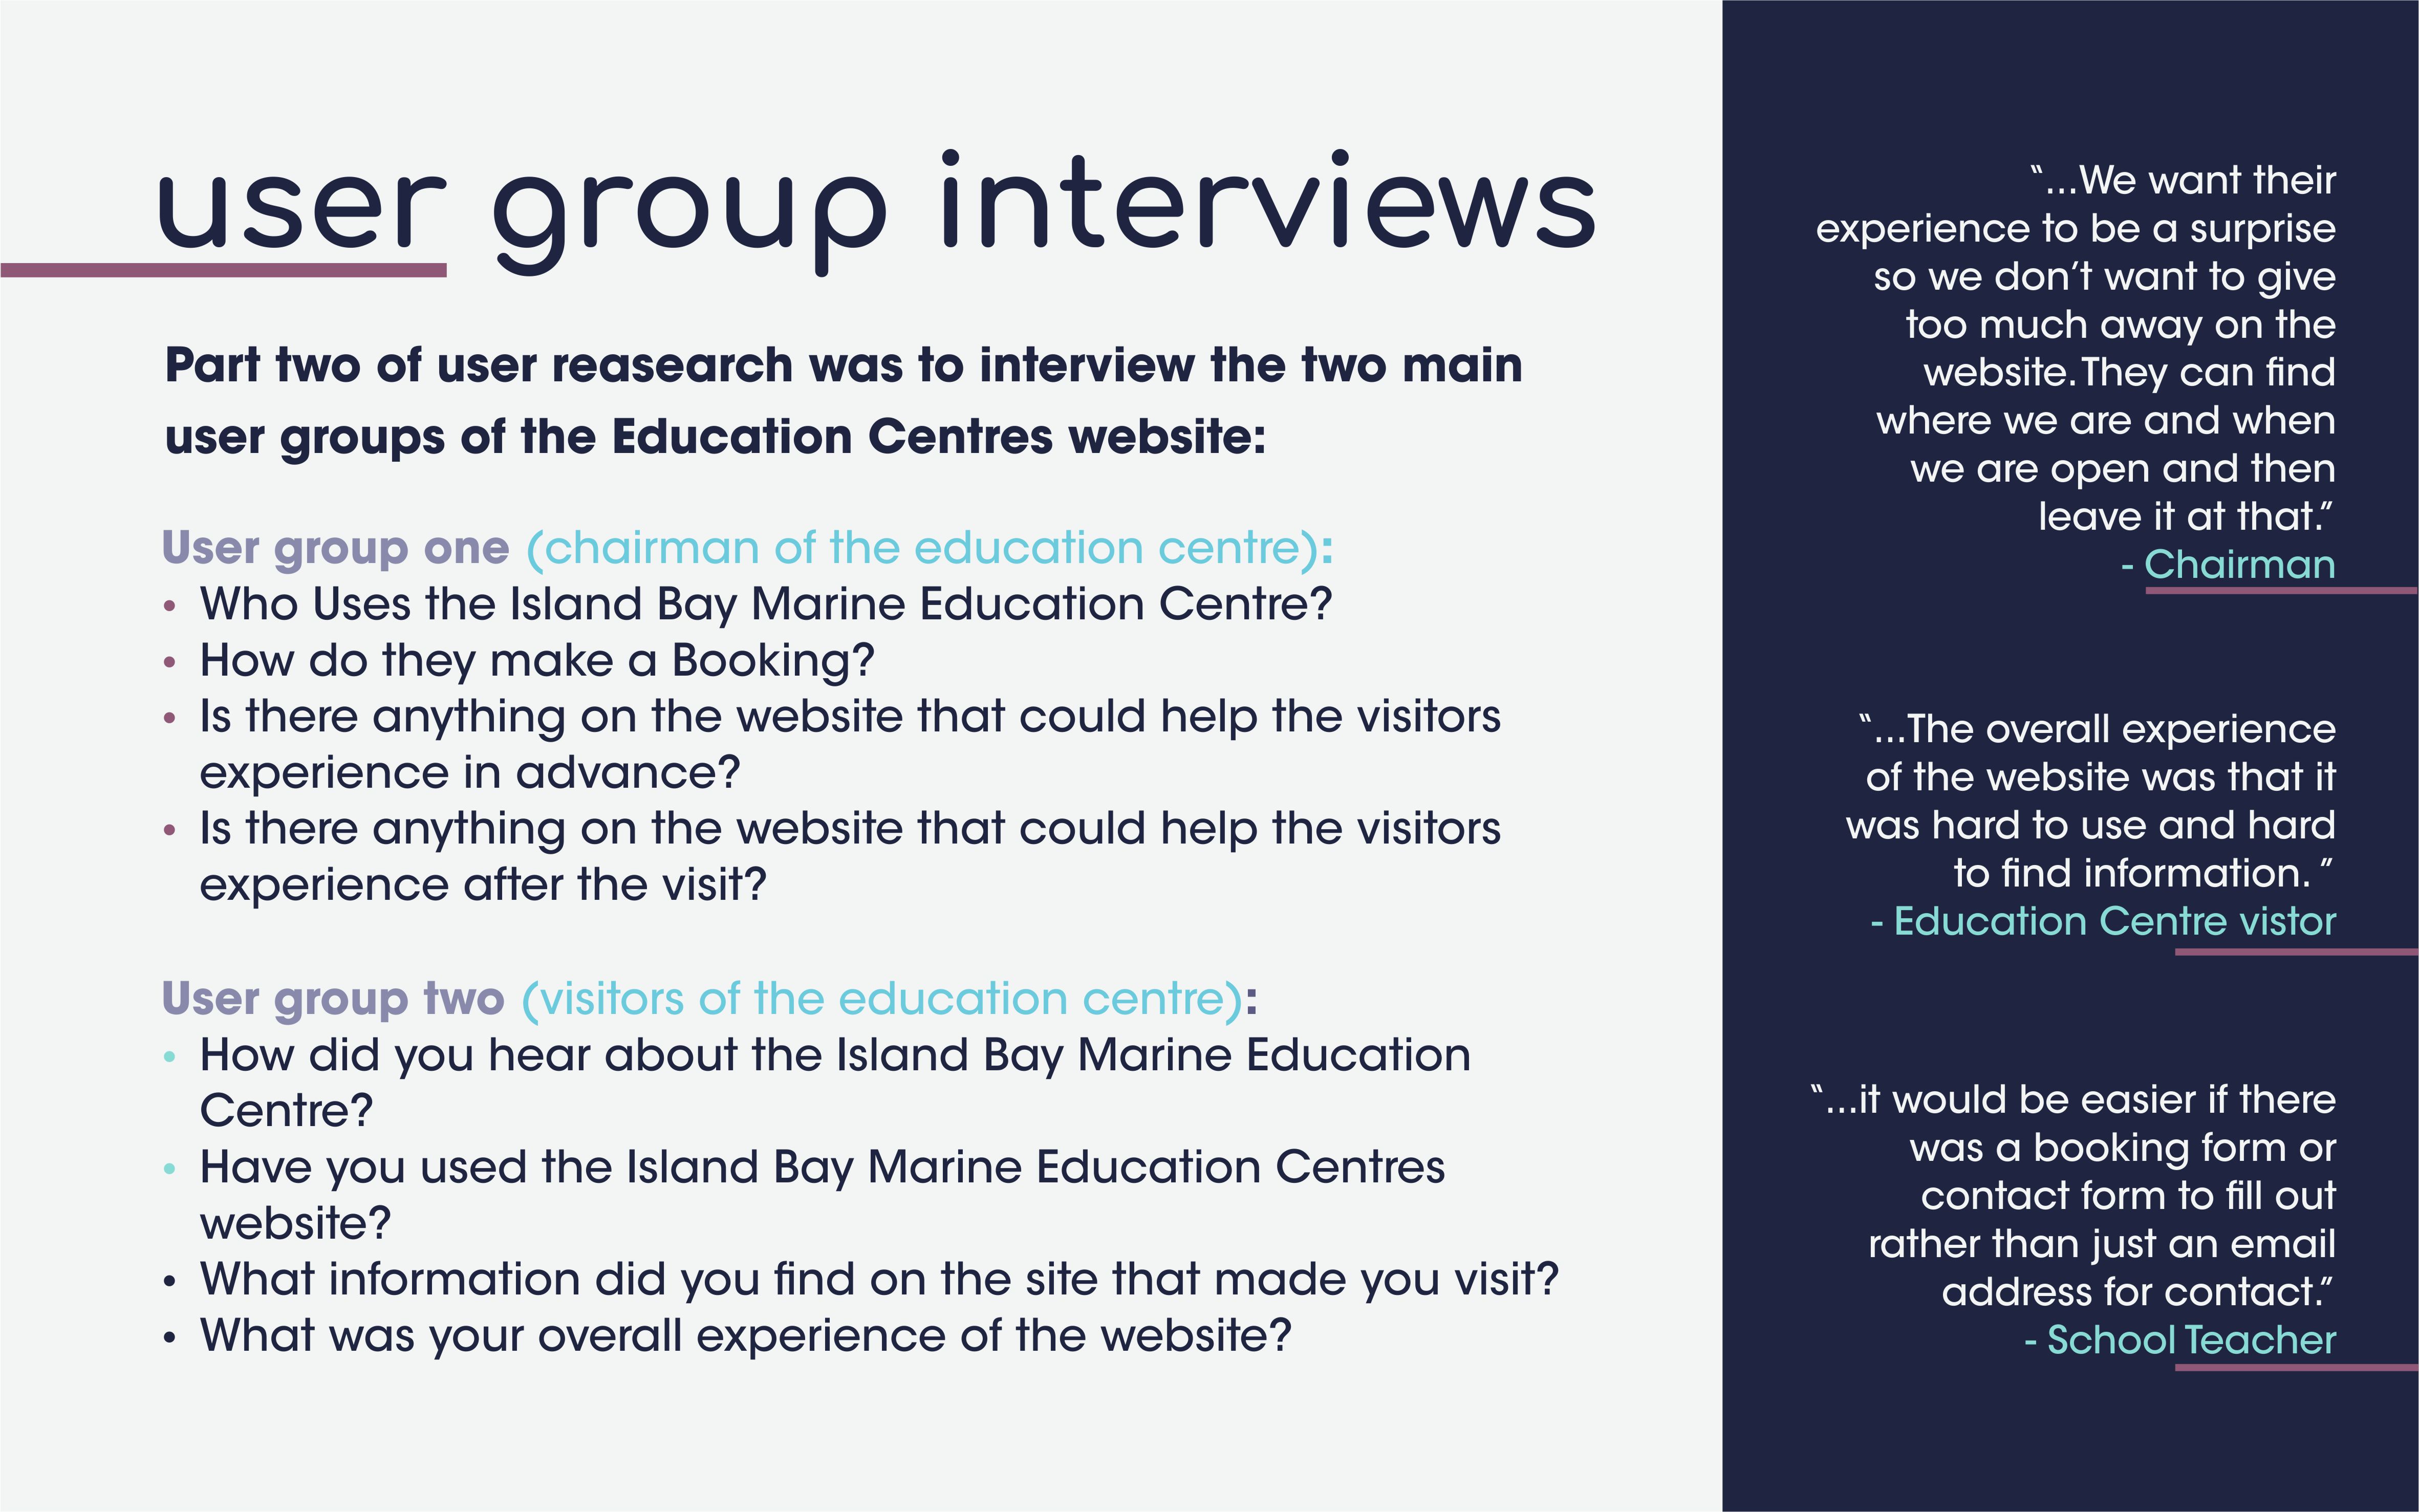 user group interviews
Part two of user reasearch was to interview the two main
user groups of the Education Centres website:
User group one (chairman of the education centre):
• Who Uses the Island Bay Marine Education Centre?
• How do they make a Booking?
• Is there anything on the website that could help the visitors
experience in advance?
• Is there anything on the website that could help the visitors
experience after the visit?
User group two (visitors of the education centre):
• How did you hear about the Island Bay Marine Education
Centre?
• Have you used the Island Bay Marine Education Centres
website?
• What information did you find on the site that made you visit?
• What was your overall experience of the website?
“...We want their
experience to be a surprise
so we don’t want to give
too much away on the
website. They can find
where we are and when
we are open and then
leave it at that.”
- Chairman
“...The overall experience
of the website was that it
was hard to use and hard
to find information. ”
- Education Centre vistor
“...it would be easier if there
was a booking form or
contact form to fill out
rather than just an email
address for contact.”
- School Teacher